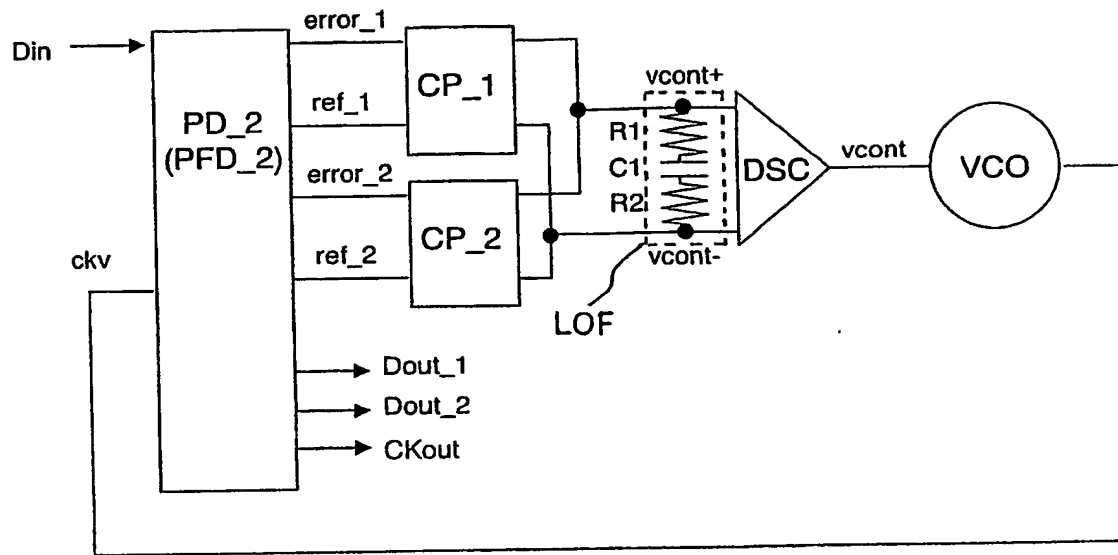 Din
PD_2
(PFD_2)
error_1
ref_1
error_2
ref_2
ckv
CP_1
CP_2
vcont+
R1
C1
R2
vcont-
LOF
DSC
vcont
VCO
Dout_1
Dout_2
CKout